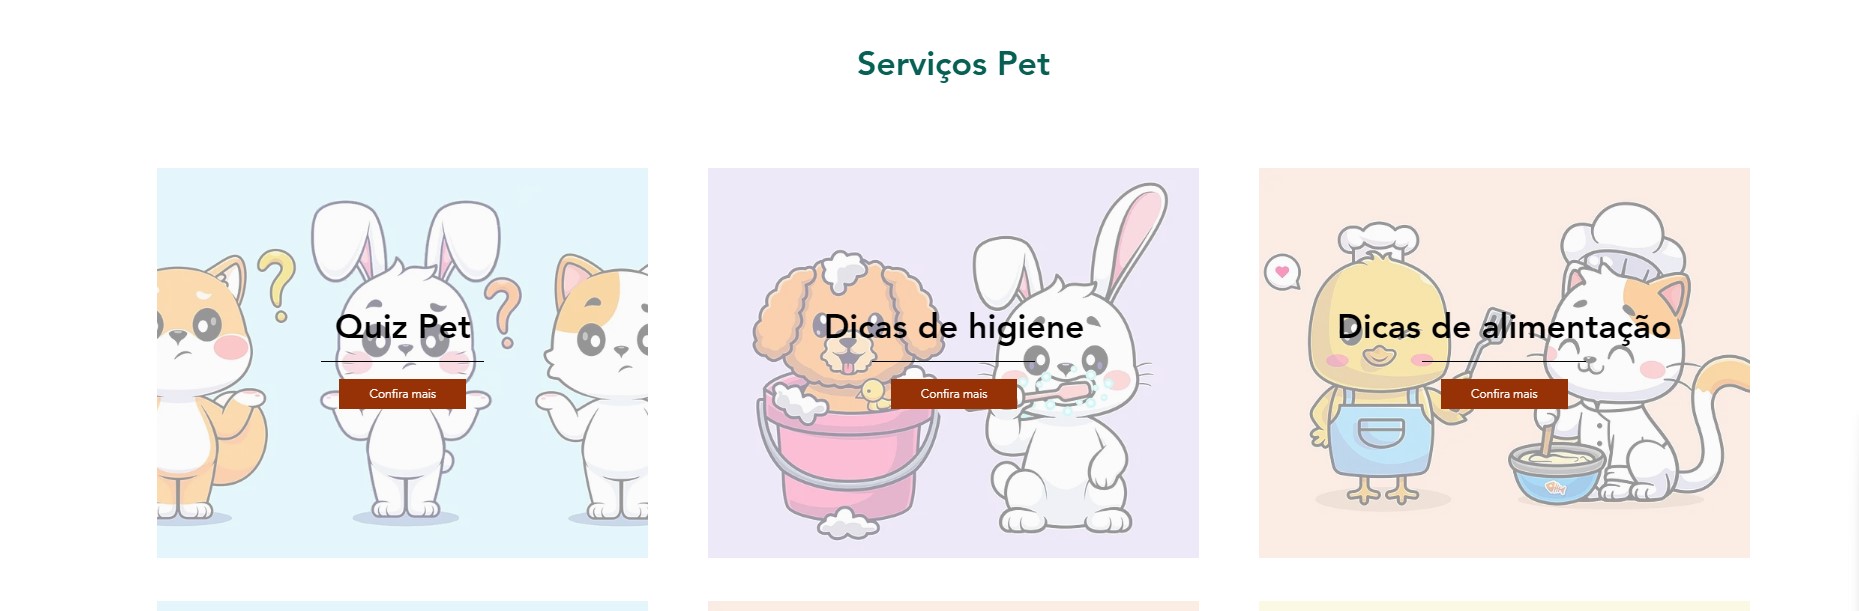 Serviços Pet
Quiz Pet
Confira mais
Dicas de higiene
Confira mais
Dicas de alimentação
Confira mais